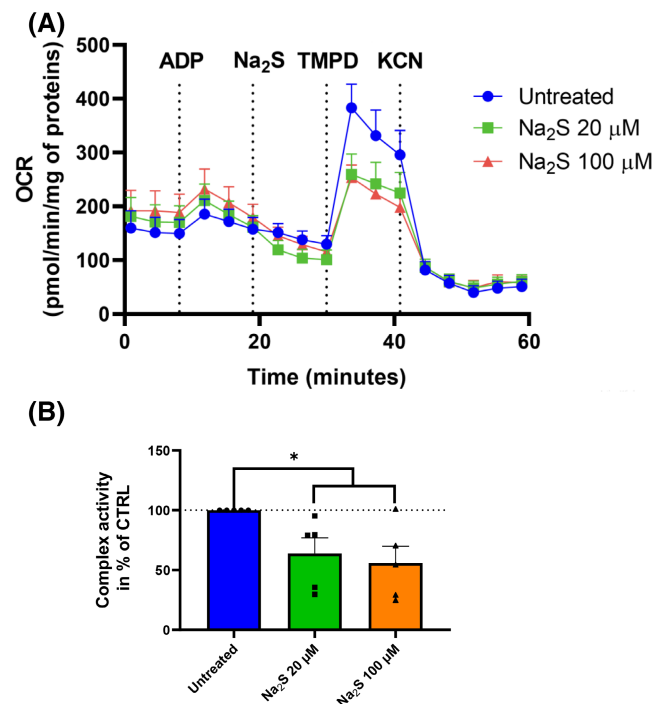 (A)
500
400
300
200
100
0
OCR
(pmol/min/mg of proteins)
ADP
Na₂S
TMPD
KCN
0
20
40
60
Time (minutes)
Untreated
Na₂S 20 μM
Na₂S 100 μM
(B)
150
100
50
0
Complex activity
in % of CTRL
*
Untreated
Na₂S 20 μM
Na₂S 100 μM